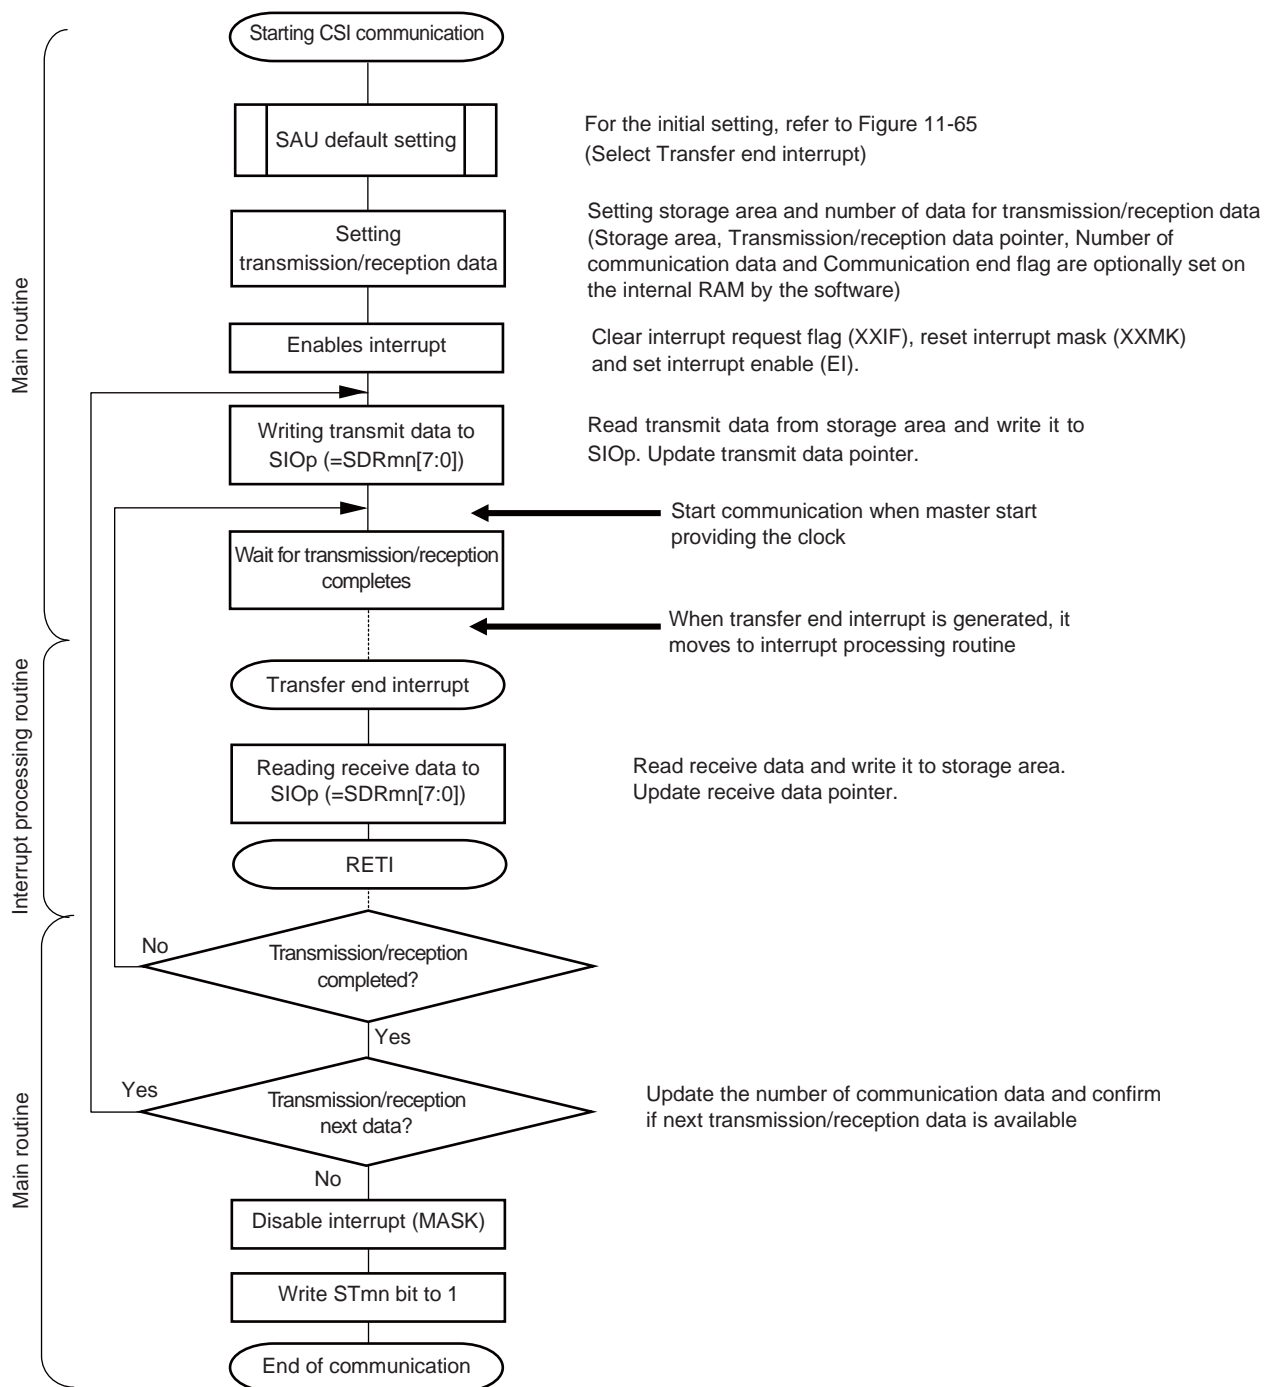 Starting CSI communication
SAU default setting
For the initial setting, refer to Figure 11-65
(Select Transfer end interrupt)
Setting
transmission/reception data
Setting storage area and number of data for transmission/reception data
(Storage area, Transmission/reception data pointer, Number of
communication data and Communication end flag are optionally set on
the internal RAM by the software)
Main routine
Enables interrupt
Clear interrupt request flag (XXIF), reset interrupt mask (XXMK)
and set interrupt enable (EI).
Writing transmit data to
SIOp (=SDRmn[7:0])
Read transmit data from storage area and write it to
SIOp. Update transmit data pointer.
Start communication when master start
providing the clock
Wait for transmission/reception
completes
When transfer end interrupt is generated, it
moves to interrupt processing routine
Interrupt processing routine
Transfer end interrupt
Reading receive data to
SIOp (=SDRmn[7:0])
Read receive data and write it to storage area.
Update receive data pointer.
RETI
No
Transmission/reception
completed?
Yes
Main routine
Yes
Transmission/reception
next data?
Update the number of communication data and confirm
if next transmission/reception data is available
No
Disable interrupt (MASK)
Write STmn bit to 1
End of communication